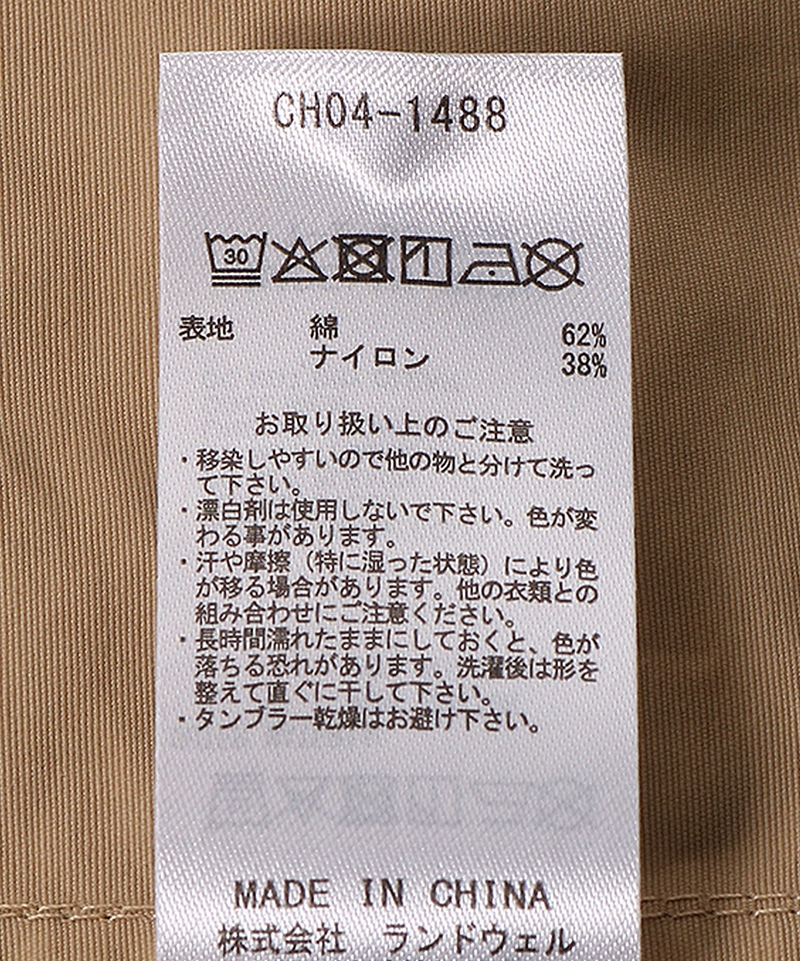 CH04-1488
30
表地 綿 62%
ナイロン 38%
お取り扱い上のご注意
・移染しやすいので他の物と分けて洗っ
て下さい。
・漂白剤は使用しないで下さい。色が変
わる事があります。
・汗や摩擦（特に湿った状態）により色
が移る場合があります。他の衣類との
組み合わせにご注意ください。
・長時間濡れたままにしておくと、色が
落ちる恐れがあります。洗濯後は形を
整えて直ぐに干して下さい。
・タンブラー乾燥はお避け下さい。
MADE IN CHINA
株式会社 ランドウェル